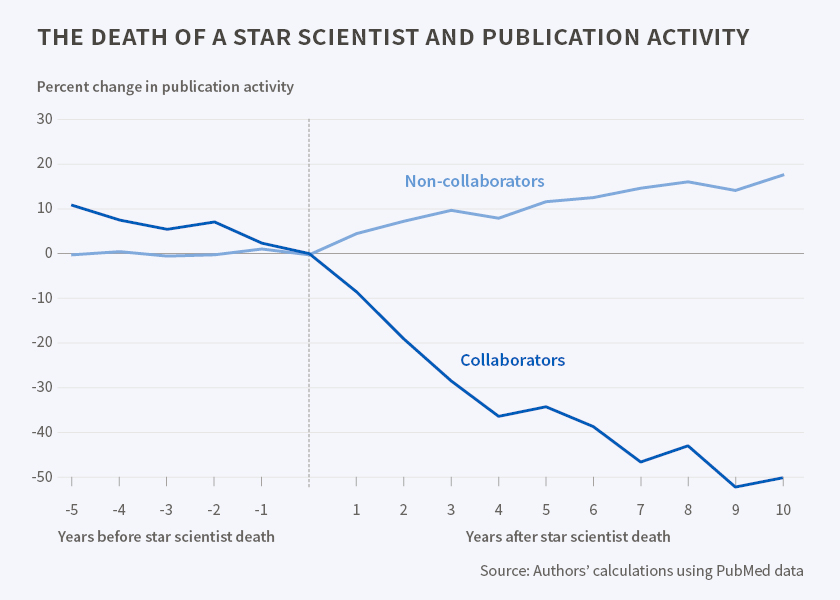 THE DEATH OF A STAR SCIENTIST AND PUBLICATION ACTIVITY
Percent change in publication activity
30
20
10
0
-10
-20
-30
-40
-50
Non-collaborators
Collaborators
-5 -4 -3 -2 -1 1 2 3 4 5 6 7 8 9 10
Years before star scientist death Years after star scientist death
Source: Authors’ calculations using PubMed data